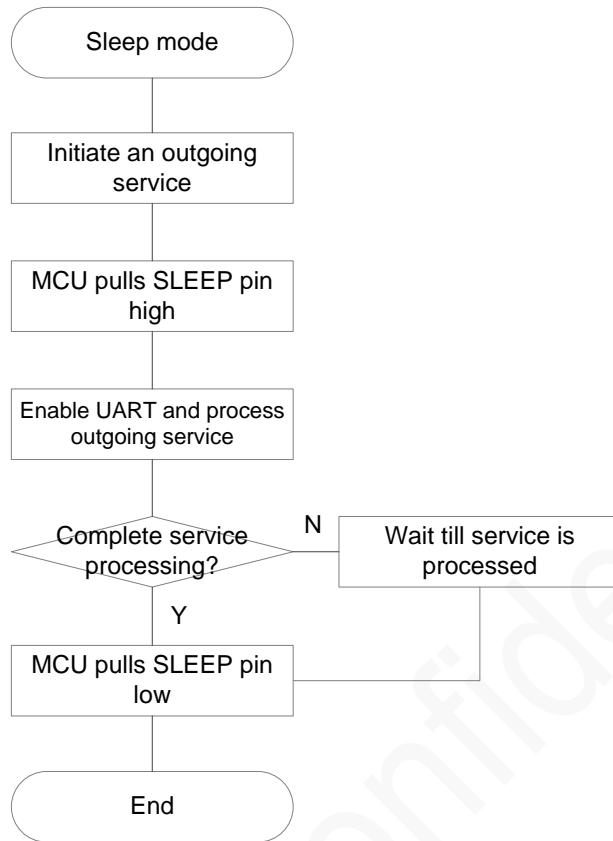 Sleep mode
Initiate an outgoing
service
MCU pulls SLEEP pin
high
Enable UART and process
outgoing service
Complete service
processing?
N
Wait till service is
processed
Y
MCU pulls SLEEP pin
low
End